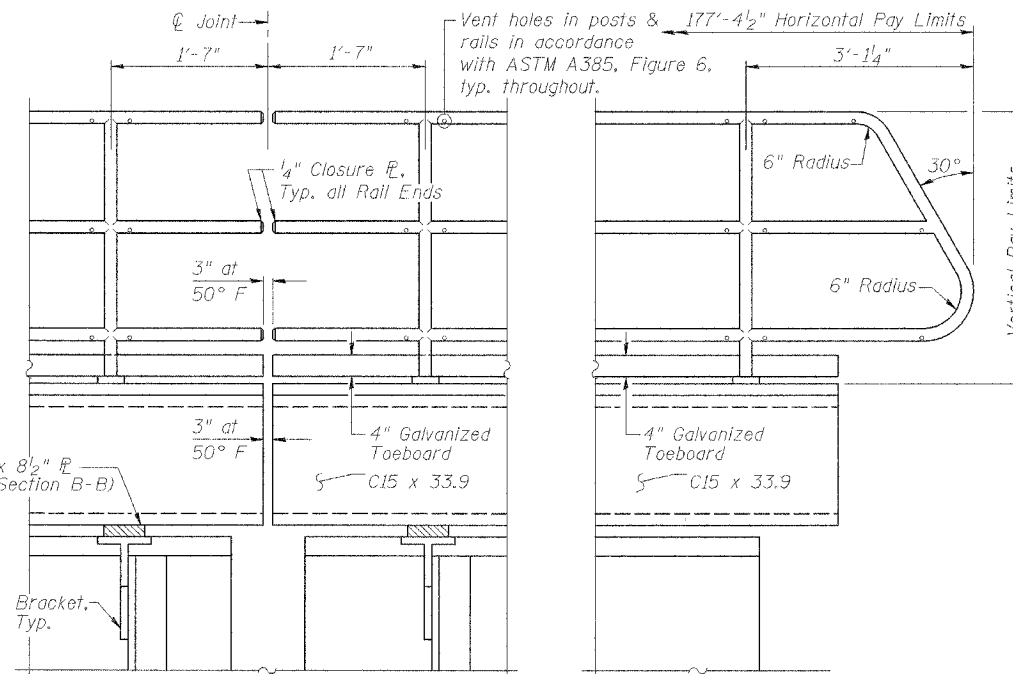 ℄ Joint
1'-7"
1'-7"
Vent holes in posts &
rails in accordance
with ASTM A385, Figure 6,
typ. throughout.
177'-4½" Horizontal Pay Limits
3'-1¼"
¼" Closure ℄,
Typ. all Rail Ends
6" Radius
30°
3" at
50° F
6" Radius
Vertical Pay Limits
3" at
50° F
4" Galvanized
Toeboard
C15 x 33.9
4" Galvanized
Toeboard
C15 x 33.9
x 8½" ℄
Section B-B)
Bracket,
Typ.